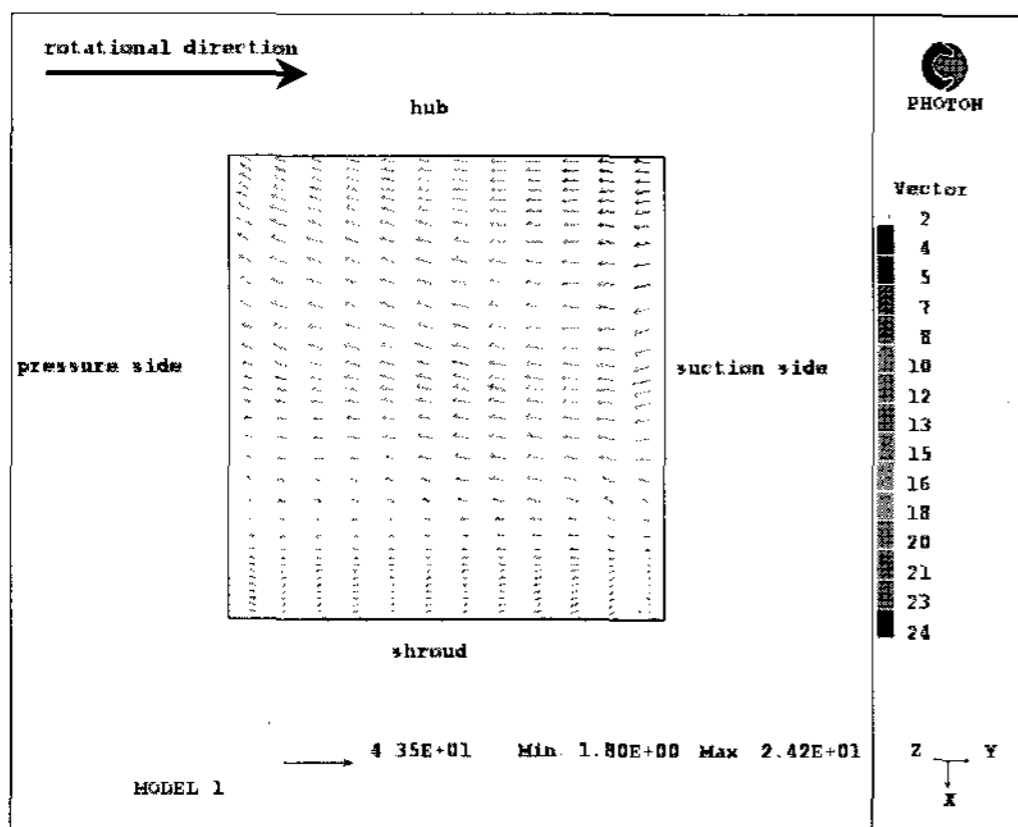 rotational direction
hub
PHOTON
Vector
2
4
5
7
8
10
12
13
15
16
18
20
21
23
24
pressure side
suction side
shroud
4 35E+01 Min 1.80E+00 Max 2.42E+01
MODEL 1
Z Y
X